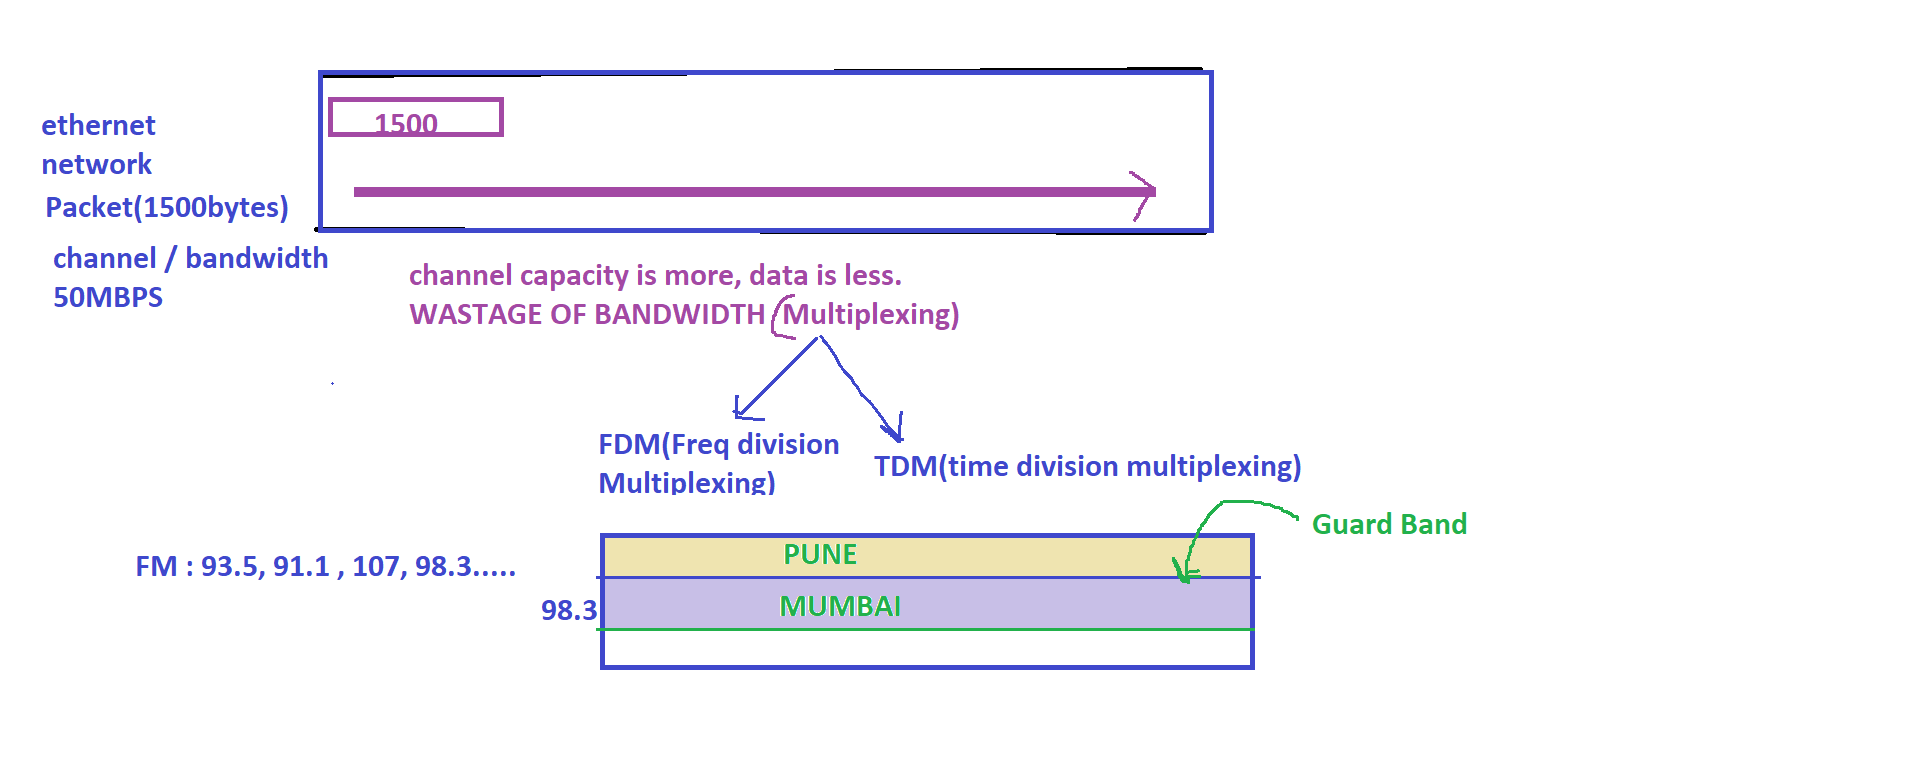 1500
ethernet
network
Packet(1500bytes)
channel / bandwidth
50MBPS
channel capacity is more, data is less.
WASTAGE OF BANDWIDTH (Multiplexing)
FDM(Freq division
Multiplexing)
TDM(time division multiplexing)
Guard Band
FM : 93.5, 91.1 , 107, 98.3.....
PUNE
98.3
MUMBAI